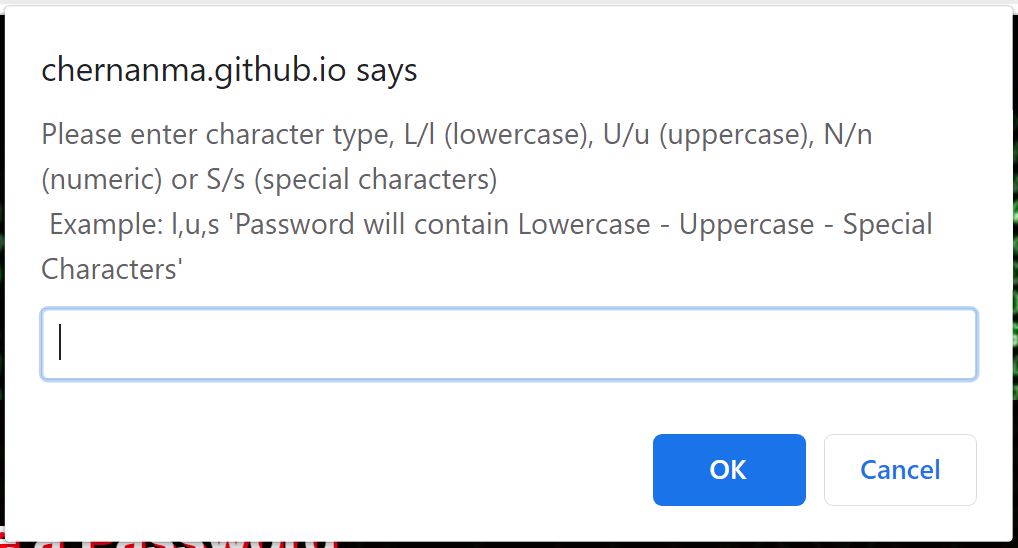 chernanma.github.io says
Please enter character type, L/l (lowercase), U/u (uppercase), N/n
(numeric) or S/s (special characters)
Example: l,u,s 'Password will contain Lowercase - Uppercase - Special
Characters'
OK
Cancel
a Password